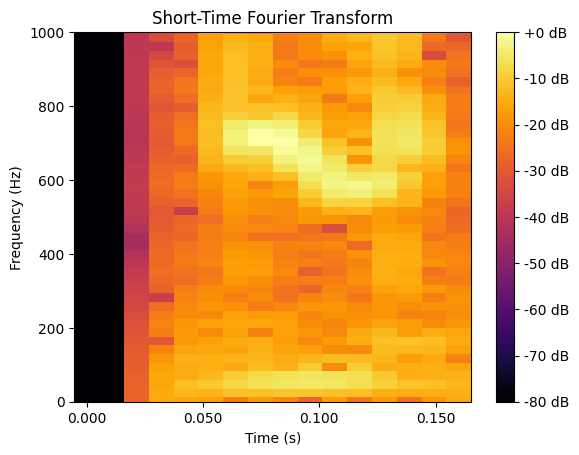 Short-Time Fourier Transform
1000
800
600
400
200
0
Frequency (Hz)
0.000
0.050
0.100
0.150
Time (s)
+0 dB
-10 dB
-20 dB
-30 dB
-40 dB
-50 dB
-60 dB
-70 dB
-80 dB